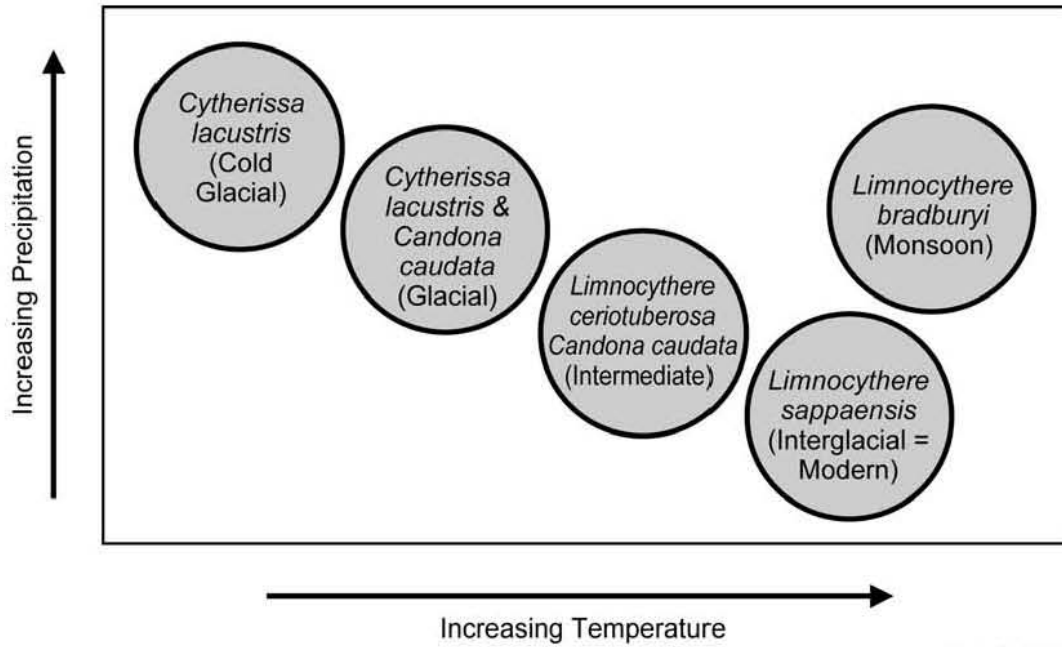 Increasing Precipitation
Cytherissa
lacustris
(Cold
Glacial)
Cytherissa
lacustris &
Candona
caudata
(Glacial)
Limnocythere
ceriotuberosa
Candona caudata
(Intermediate)
Limnocythere
bradburyi
(Monsoon)
Limnocythere
sappaensis
(Interglacial =
Modern)
Increasing Temperature